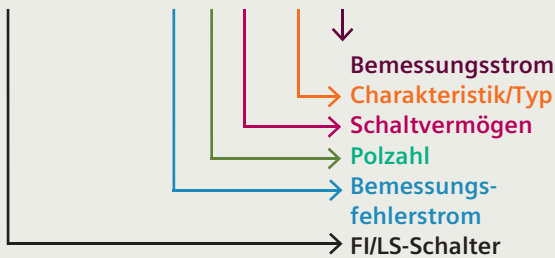 Bemessungsstrom
Charakteristik/Typ
Schaltvermögen
Polzahl
Bemessungs-
fehlerstrom
FI/LS-Schalter